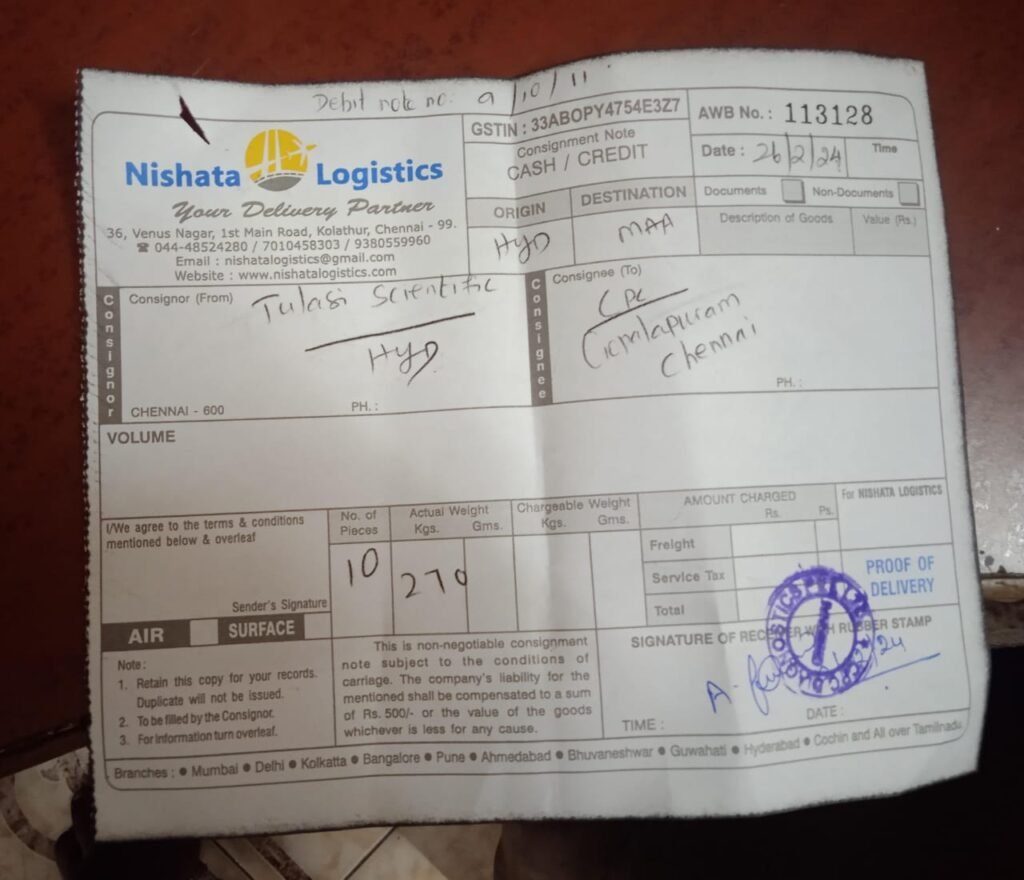 Debit note no: 9/10/11
Nishata Logistics
Your Delivery Partner
36, Venus Nagar, 1st Main Road, Kolathur, Chennai - 99.
☎ 044-48524280 / 7010458303 / 9380559960
Email : nishatalogistics@gmail.com
Website : www.nishatalogistics.com
GSTIN : 33ABOPY4754E3Z7
Consignment Note
CASH / CREDIT
ORIGIN DESTINATION
HYD MAA
AWB No. : 113128
Date : 26/2/24 Time
Documents Non-Documents
Description of Goods Value (Rs.)
Consignor
Consignor (From)
Tulasi Scientific
HYD
CHENNAI - 600 PH. :
Consignee
Consignee (To)
CPC
Chennai
PH. :
VOLUME
I/We agree to the terms & conditions
mentioned below & overleaf
Sender's Signature
No. of
Pieces
10
Actual Weight
Kgs. Gms.
270
Chargeable Weight
Kgs. Gms.
AMOUNT CHARGED
Rs. Ps.
Freight
Service Tax
Total
For NISHATA LOGISTICS
PROOF OF
DELIVERY
AIR SURFACE
Note :
1. Retain this copy for your records.
Duplicate will not be issued.
2. To be filled by the Consignor.
3. For Information turn overleaf.
This is non-negotiable consignment
note subject to the conditions of
carriage. The company's liability for the
mentioned shall be compensated to a sum
of Rs. 500/- or the value of the goods
whichever is less for any cause.
SIGNATURE OF RECEIVER WITH RUBBER STAMP
TIME : DATE :
Branches : ● Mumbai ● Delhi ● Kolkatta ● Bangalore ● Pune ● Ahmedabad ● Bhuvaneshwar ● Guwahati ● Hyderabad ● Cochin and All over Tamilnadu